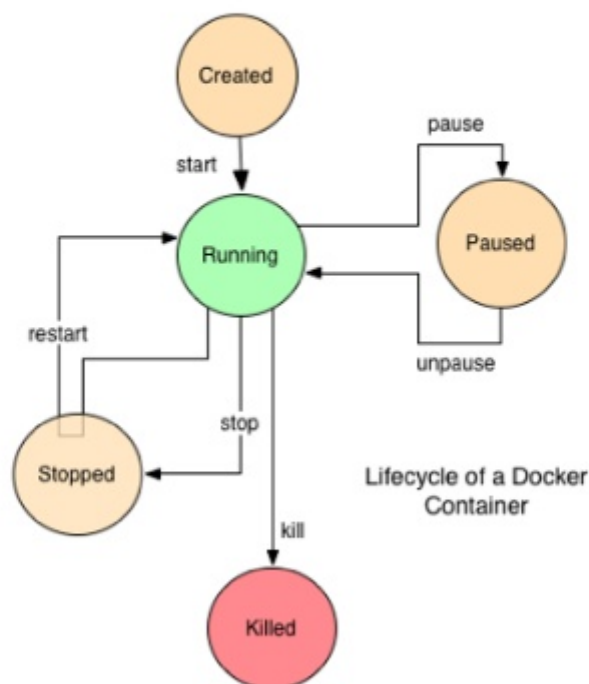 Created
start
pause
Running
Paused
restart
unpause
stop
Stopped
Lifecycle of a Docker
Container
kill
Killed